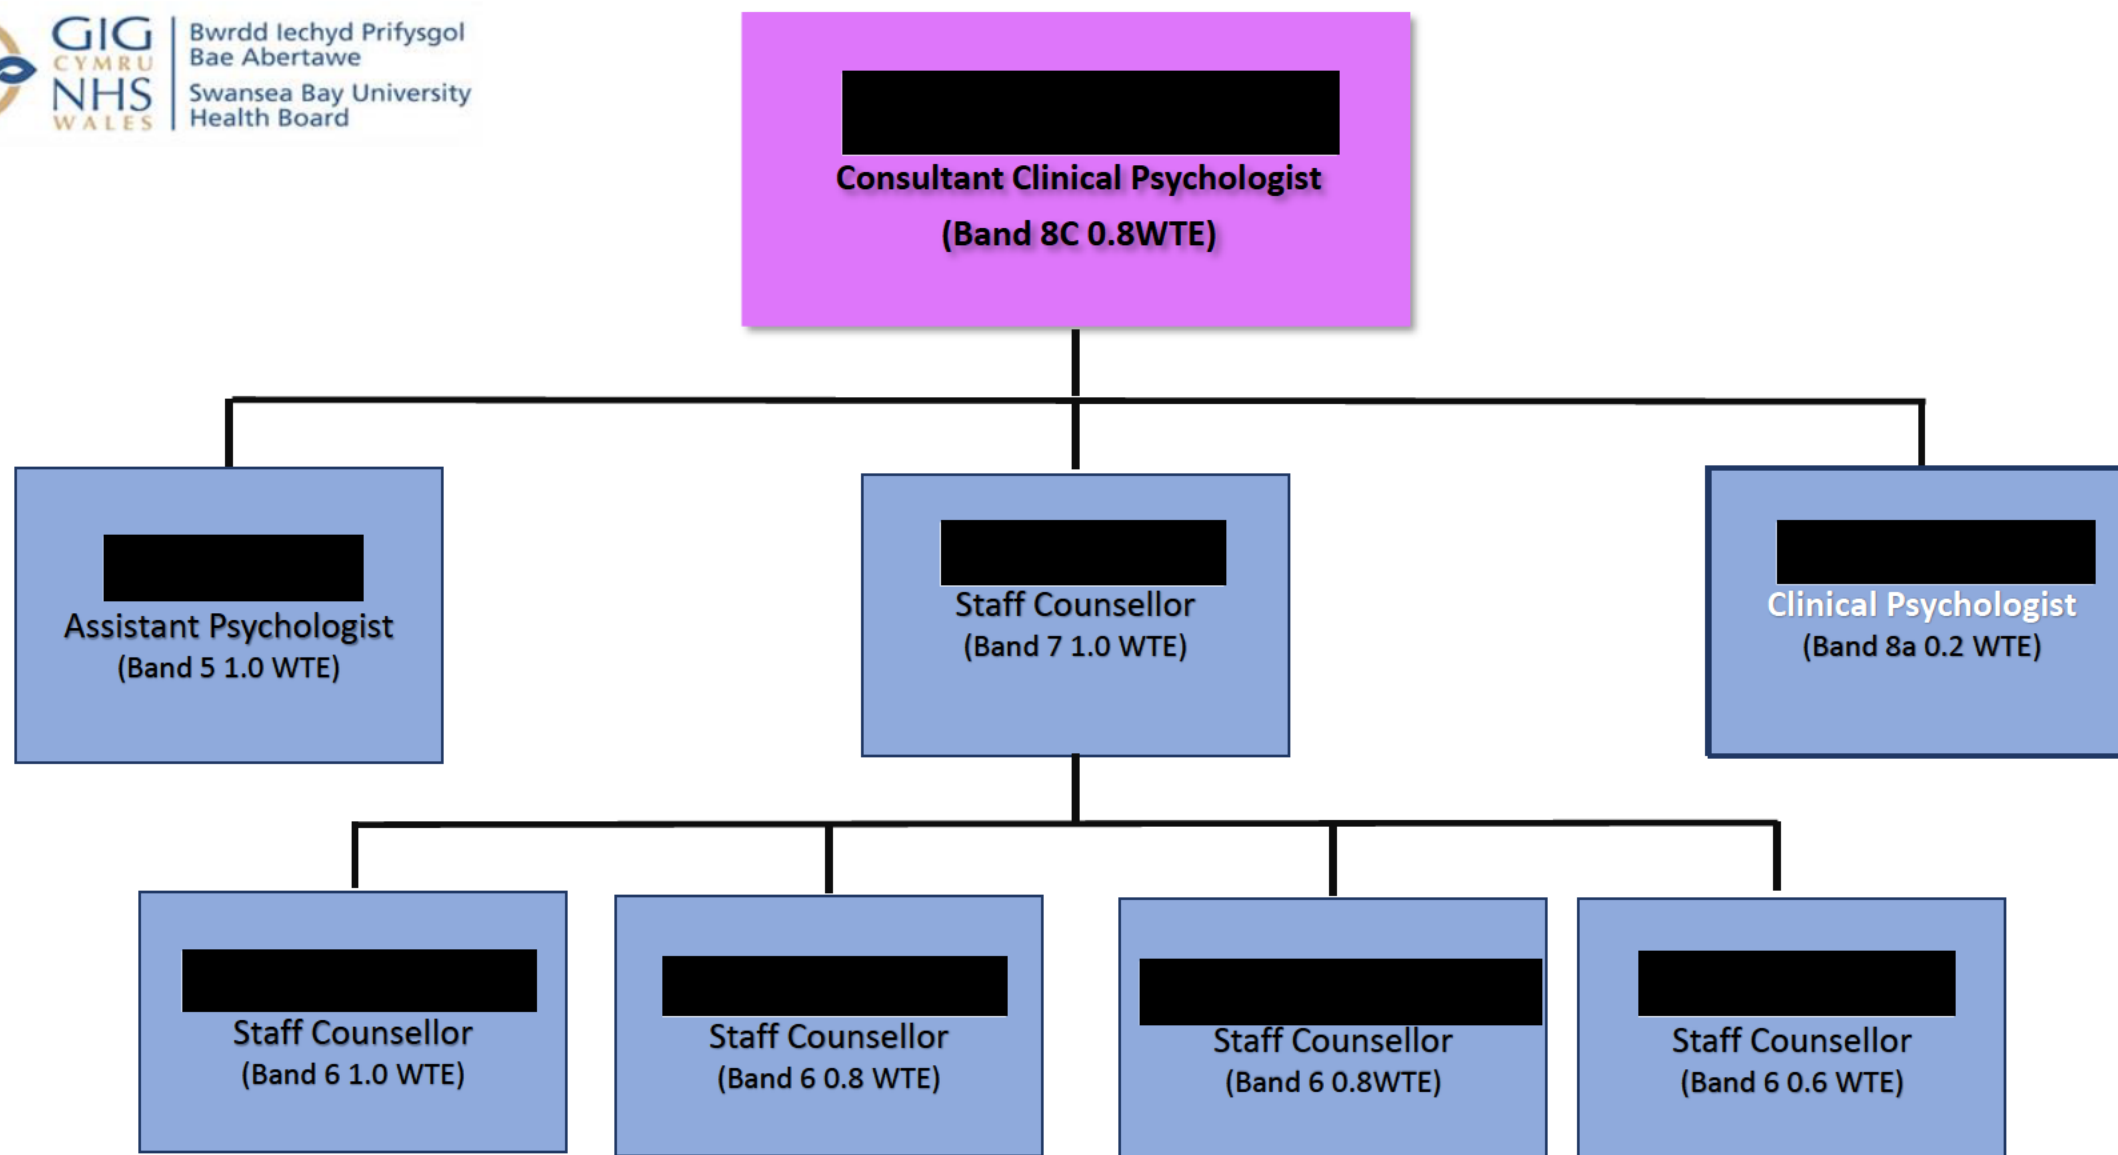 GIG
CYMRU
NHS
WALES
Bwrdd Iechyd Prifysgol
Bae Abertawe
Swansea Bay University
Health Board
Consultant Clinical Psychologist
(Band 8C 0.8WTE)
Assistant Psychologist
(Band 5 1.0 WTE)
Staff Counsellor
(Band 7 1.0 WTE)
Clinical Psychologist
(Band 8a 0.2 WTE)
Staff Counsellor
(Band 6 1.0 WTE)
Staff Counsellor
(Band 6 0.8 WTE)
Staff Counsellor
(Band 6 0.8WTE)
Staff Counsellor
(Band 6 0.6 WTE)